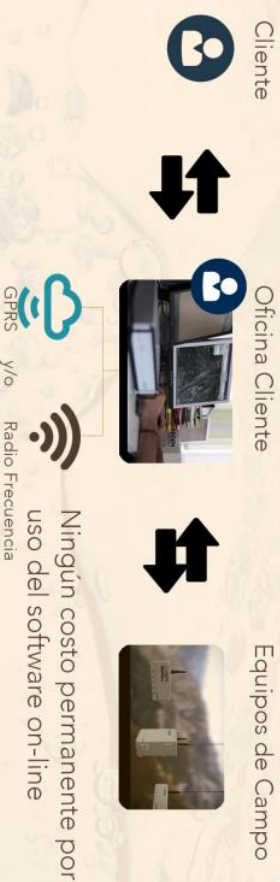 Cliente
Oficina Cliente
Equipos de Campo
GPRS y/o Radio Frecuencia
Ningún costo permanente por
uso del software on-line